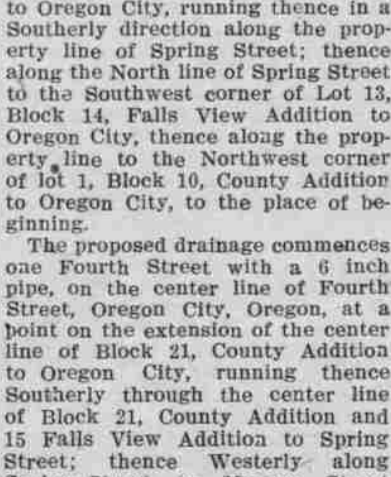 to Oregon City, running thence in a
Southerly direction along the prop-
erty line of Spring Street; thence
along the North line of Spring Street
to the Southwest corner of Lot 13,
Block 14, Falls View Addition to
Oregon City, thence along the prop-
erty line to the Northwest corner
of lot 1, Block 10, County Addition
to Oregon City, to the place of be-
ginning.
The proposed drainage commences
one Fourth Street with a 6 inch
pipe, on the center line of Fourth
Street, Oregon City, Oregon, at a
point on the extension of the center
line of Block 21, County Addition
to Oregon City, running thence
Southerly through the center line
of Block 21, County Addition and
15 Falls View Addition to Spring
Street; thence Westerly along